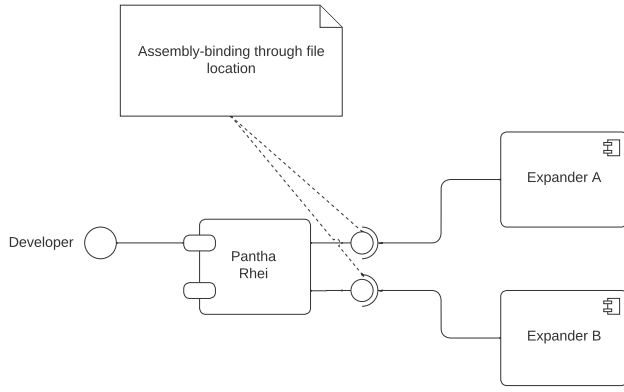 Assembly-binding through file
location
Expander A
Developer
Pantha
Rhei
Expander B